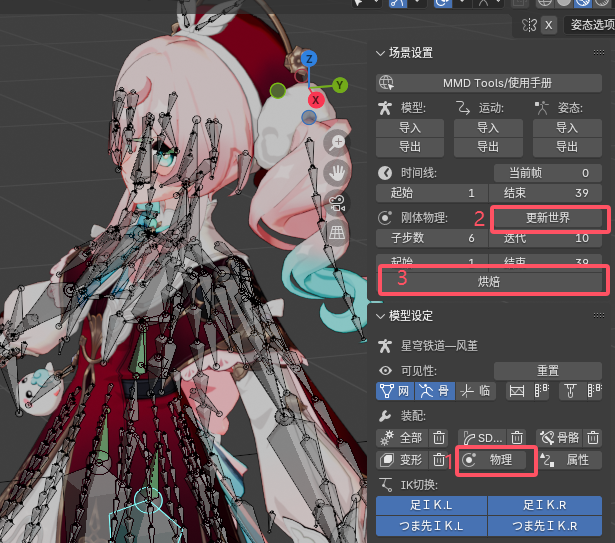 X 姿态选项
Z
Y
X
场景设置
MMD Tools/使用手册
模型: 运动: 姿态:
导入 导入 导入
导出 导出 导出
时间线: 当前帧 0
起始 1 结束 39
刚体物理: 2 更新世界
子步数 6 迭代 10
起始 1 结束 39
3 烘焙
模型设定
星穹铁道—风堇
可见性: 重置
网 骨 临
装配:
全部 SD... 骨骼
变形 1 物理 属性
IK切换:
足ＩＫ.L 足ＩＫ.R
つま先ＩＫ.L つま先ＩＫ.R